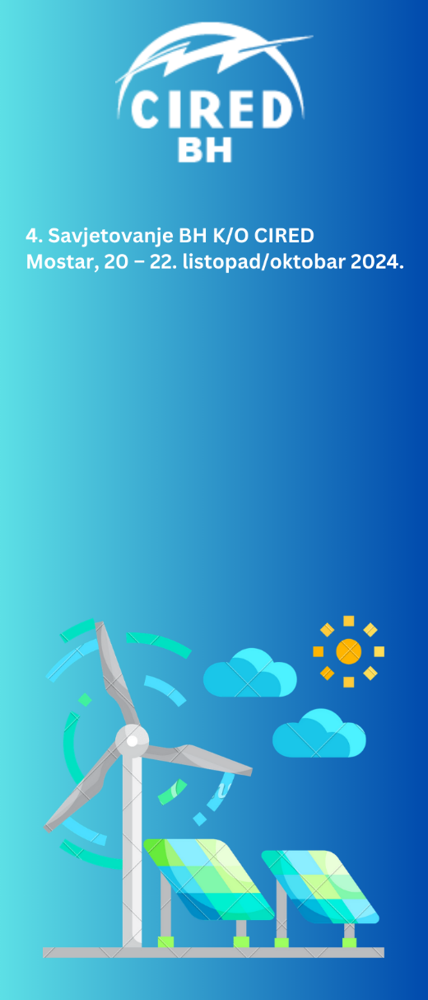 CIRED
BH
4. Savjetovanje BH K/O CIRED
Mostar, 20 – 22. listopad/oktobar 2024.